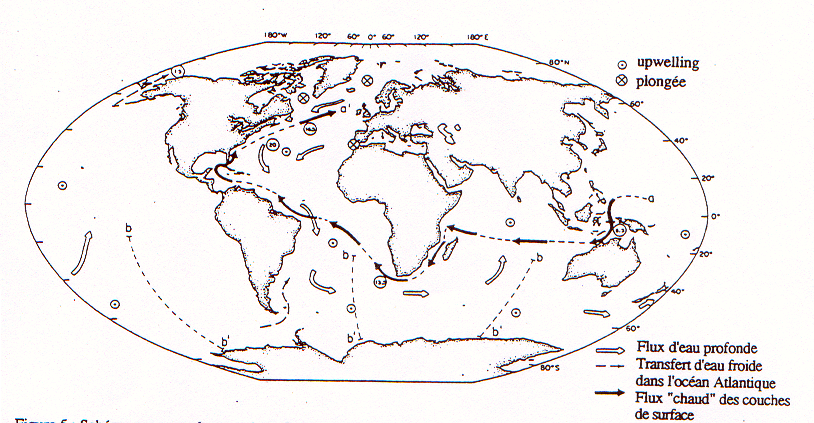 180°W 120° 60° 0° 60° 120° 180°E
80°N
60°
40°
20°
0°
20°
40°
60°
80°S
upwelling
plongée
a'
a
b
b
b
b'
b'
b'
20
Flux d'eau profonde
Transfert d'eau froide
dans l'océan Atlantique
Flux "chaud" des couches
de surface